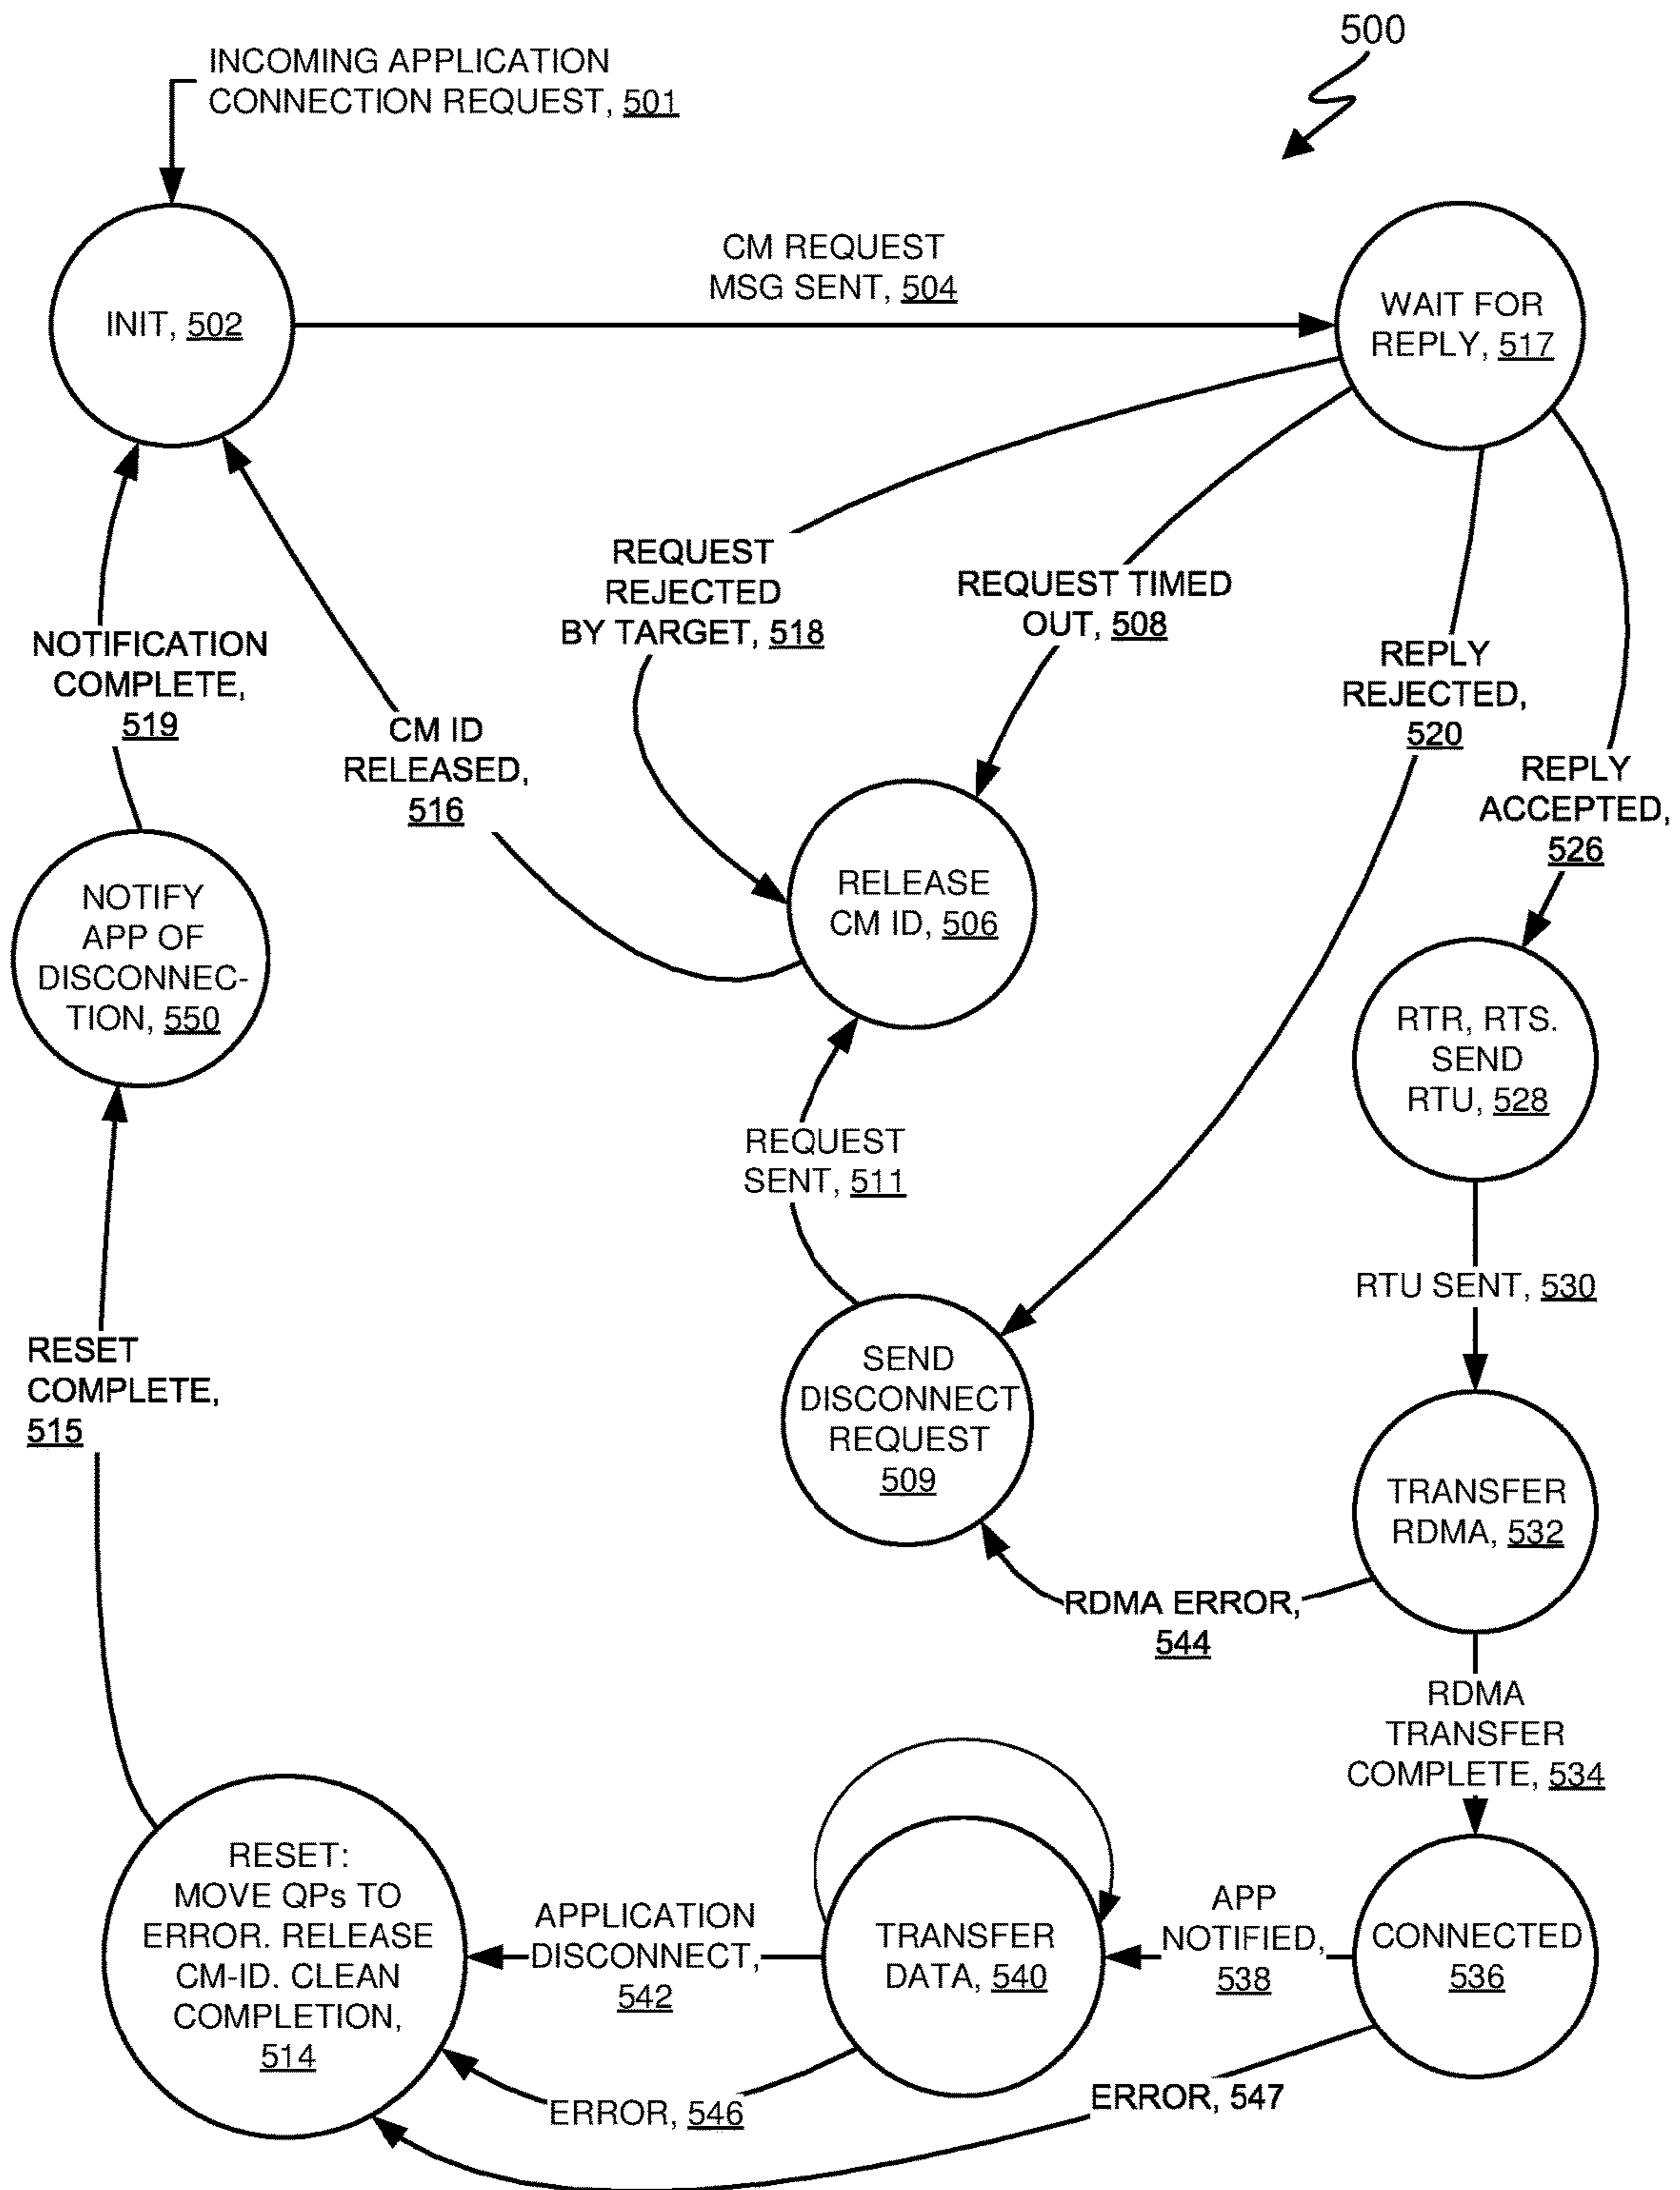 500
INCOMING APPLICATION
CONNECTION REQUEST, 501
INIT, 502
CM REQUEST
MSG SENT, 504
WAIT FOR
REPLY, 517
REQUEST
REJECTED
BY TARGET, 518
REQUEST TIMED
OUT, 508
REPLY
REJECTED,
520
REPLY
ACCEPTED,
526
NOTIFICATION
COMPLETE,
519
CM ID
RELEASED,
516
RELEASE
CM ID, 506
NOTIFY
APP OF
DISCONNEC-
TION, 550
RTR, RTS.
SEND
RTU, 528
REQUEST
SENT, 511
RTU SENT, 530
RESET
COMPLETE,
515
SEND
DISCONNECT
REQUEST
509
TRANSFER
RDMA, 532
RDMA ERROR,
544
RDMA
TRANSFER
COMPLETE, 534
RESET:
MOVE QPs TO
ERROR. RELEASE
CM-ID. CLEAN
COMPLETION,
514
APPLICATION
DISCONNECT,
542
TRANSFER
DATA, 540
APP
NOTIFIED,
538
CONNECTED
536
ERROR, 546
ERROR, 547